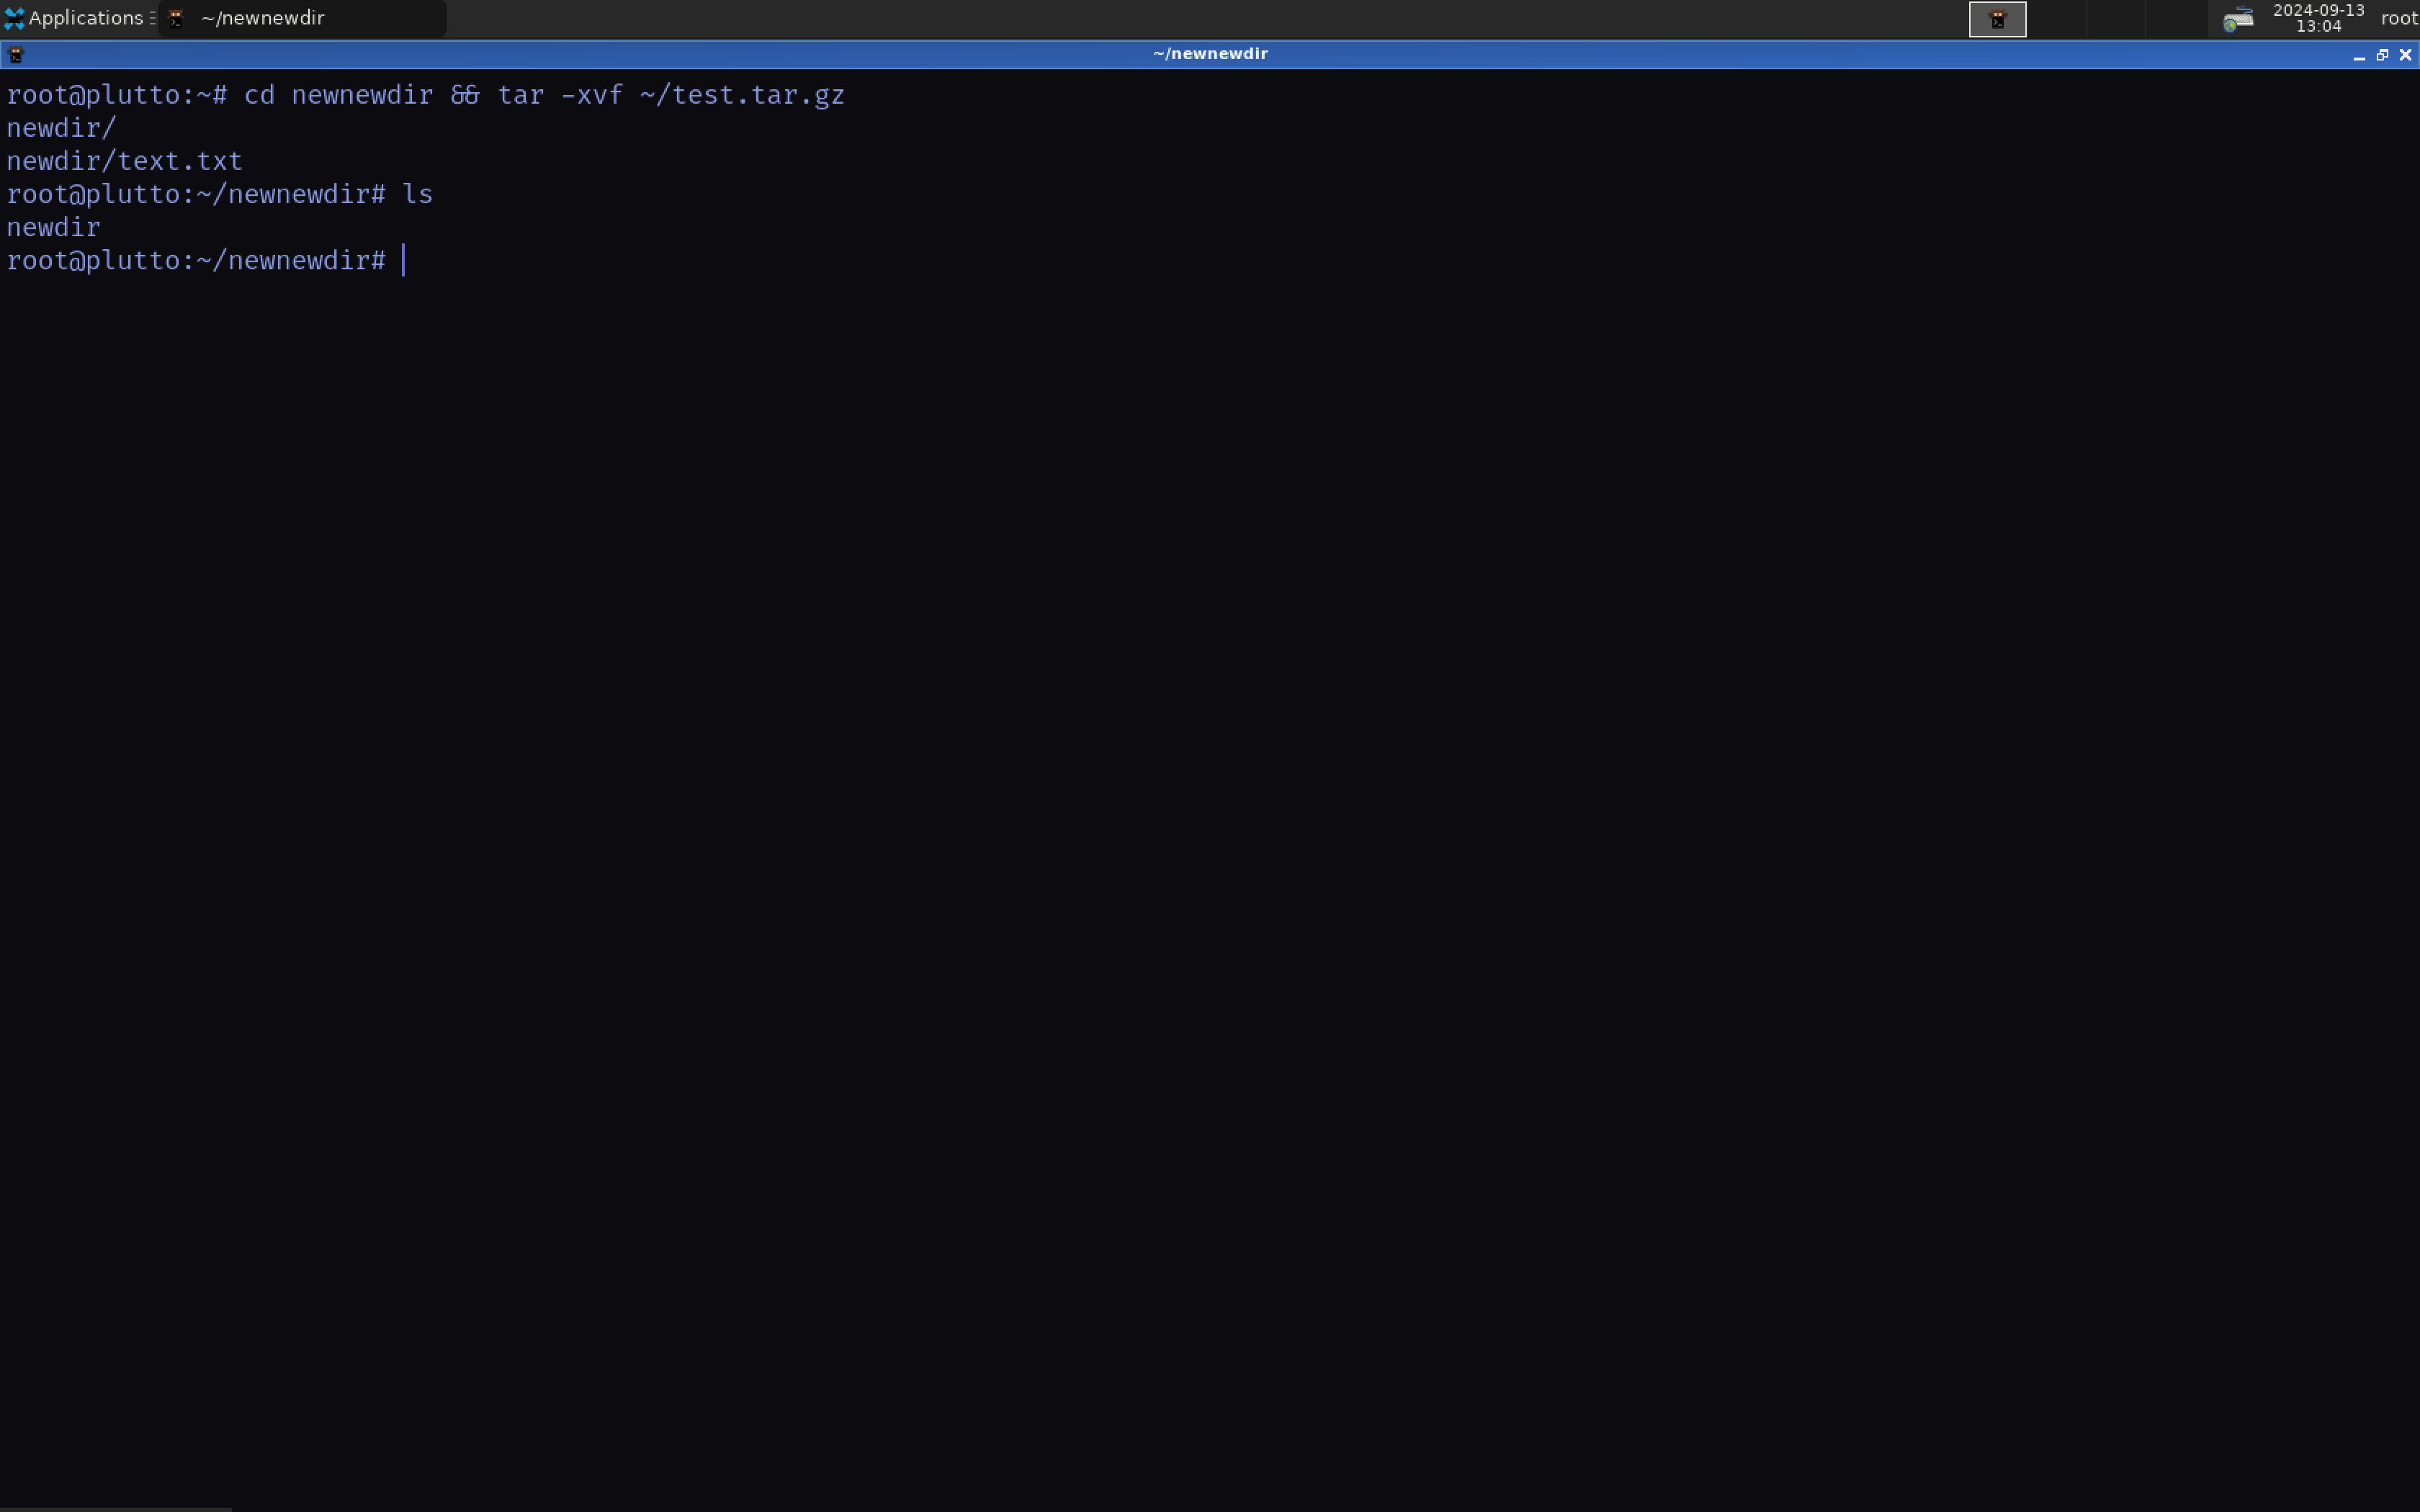 Applications ~/newnewdir 2024-09-13
13:04 root
~/newnewdir
root@plutto:~# cd newnewdir && tar -xvf ~/test.tar.gz
newdir/
newdir/text.txt
root@plutto:~/newnewdir# ls
newdir
root@plutto:~/newnewdir#